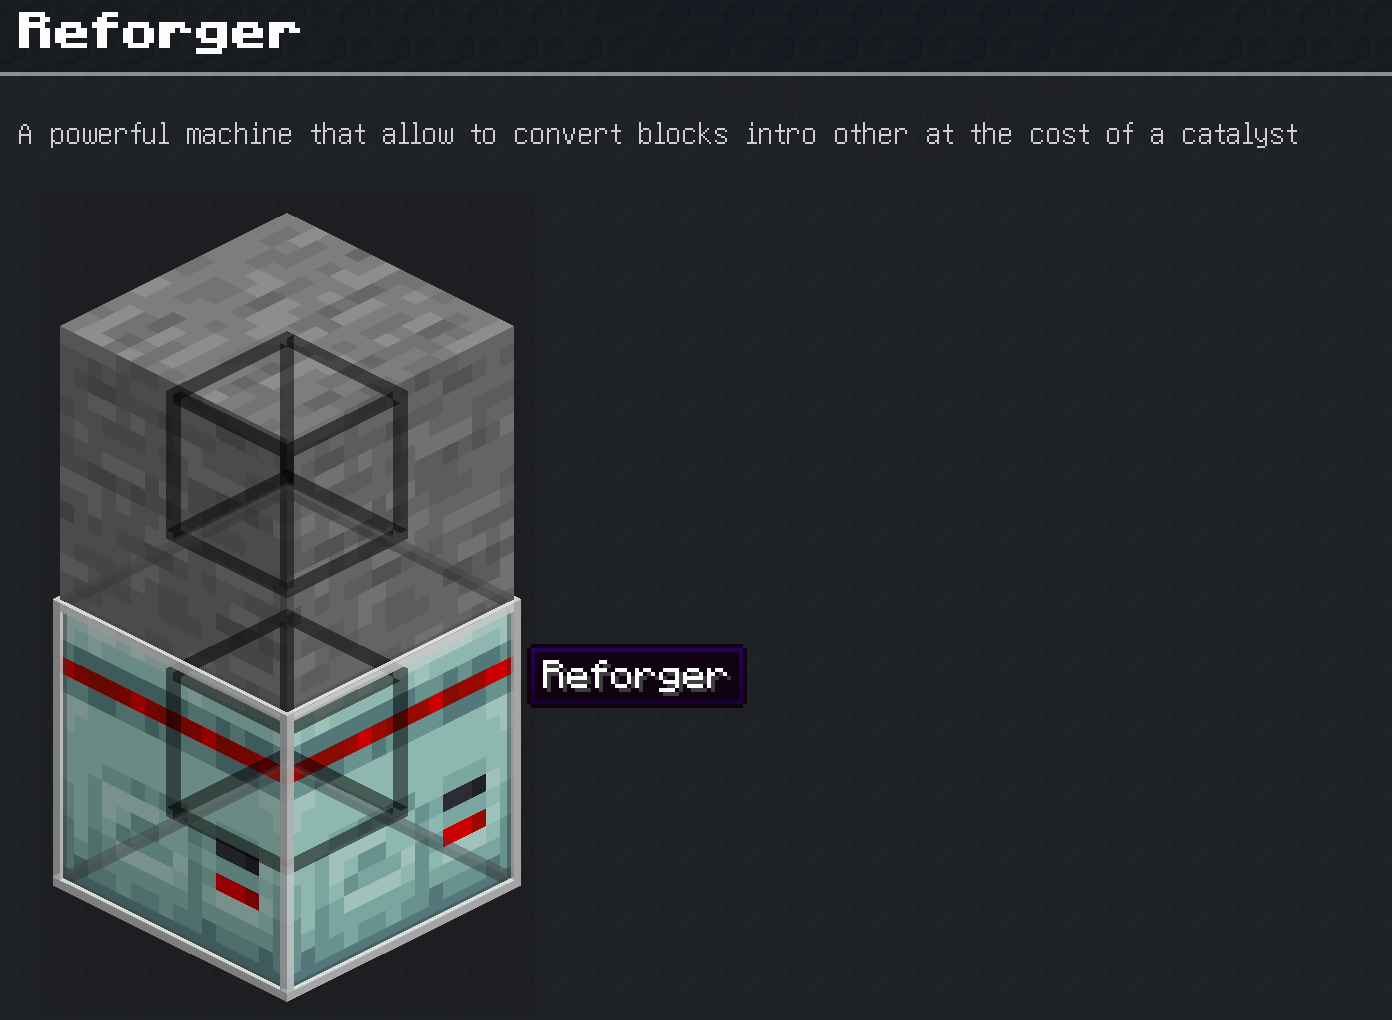 Reforger
A powerful machine that allow to convert blocks intro other at the cost of a catalyst
Reforger